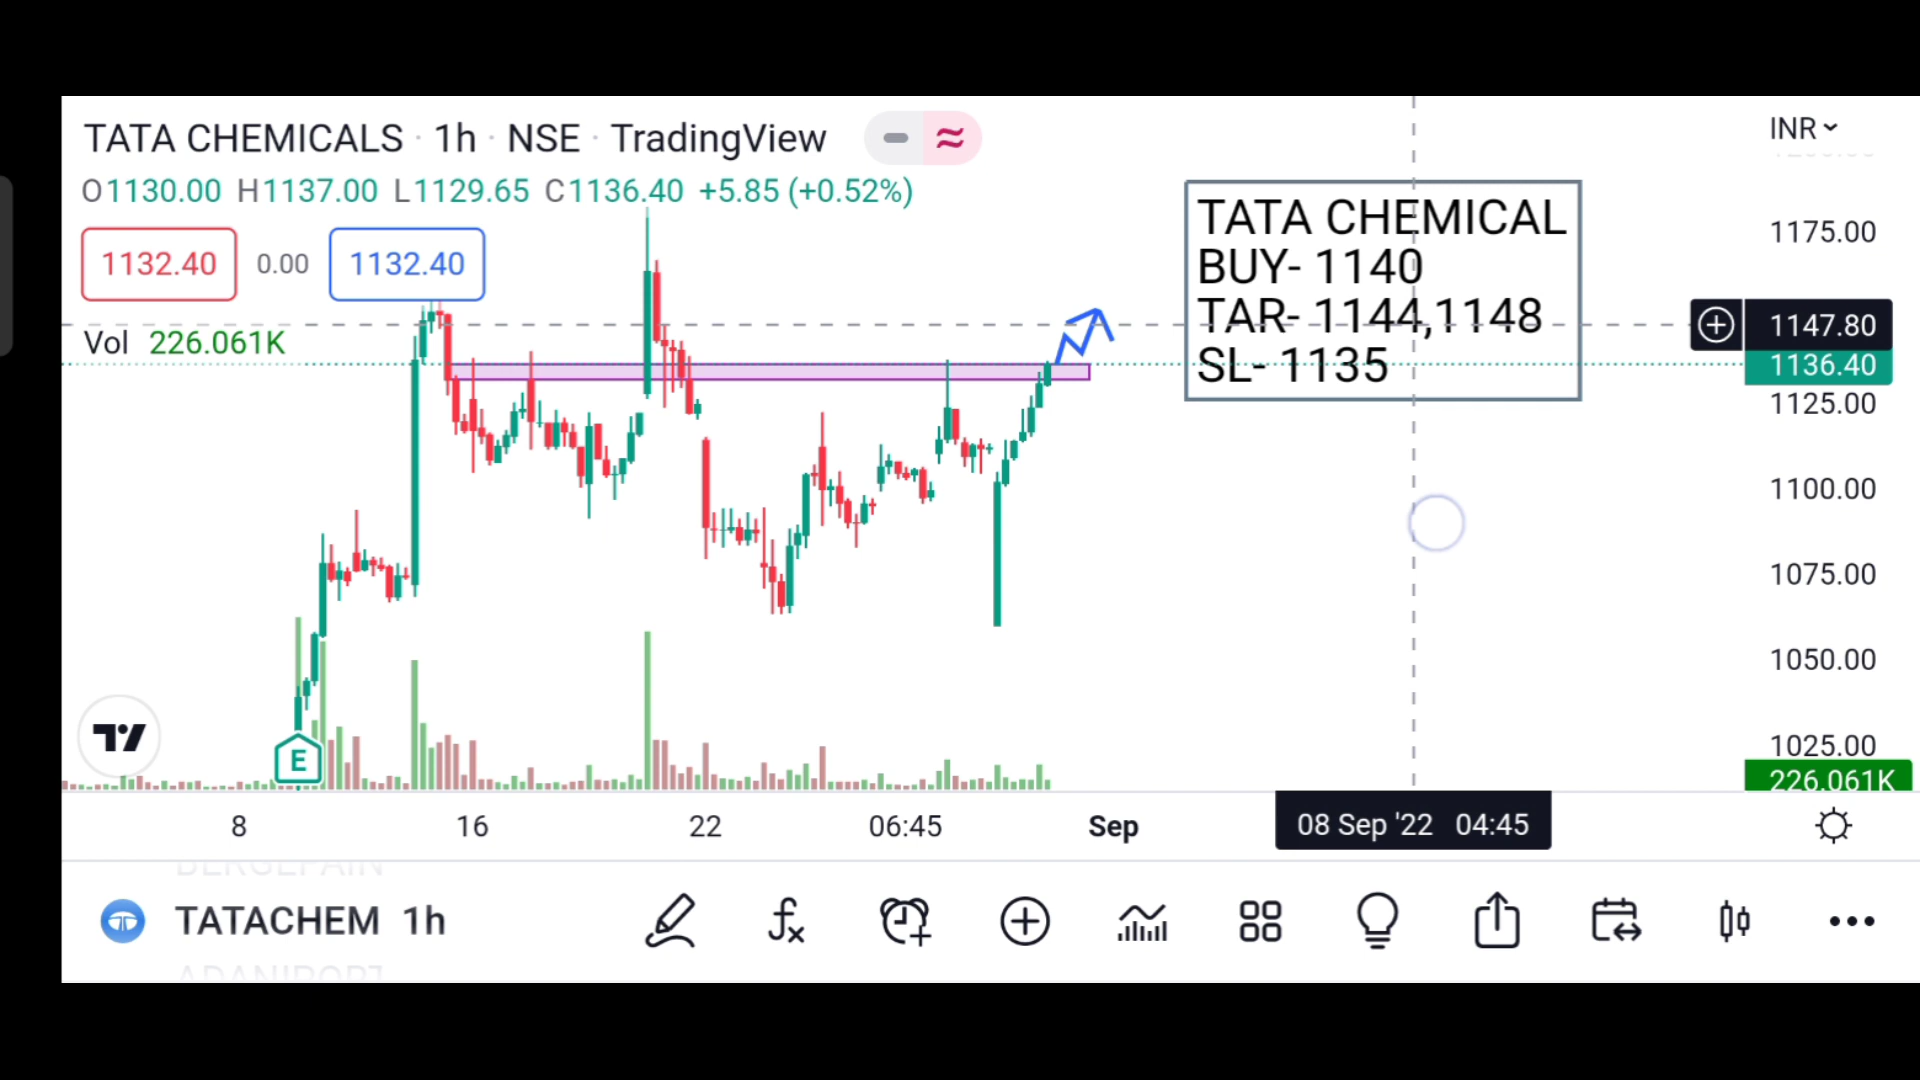 TATA CHEMICALS · 1h · NSE · TradingView
INR
O1130.00 H1137.00 L1129.65 C1136.40 +5.85 (+0.52%)
1132.40 0.00 1132.40
Vol 226.061K
TATA CHEMICAL
BUY- 1140
TAR- 1144,1148
SL- 1135
1175.00
1147.80
1136.40
1125.00
1100.00
1075.00
1050.00
1025.00
226.061K
E
8 16 22 06:45 Sep 08 Sep '22 04:45
TATACHEM 1h